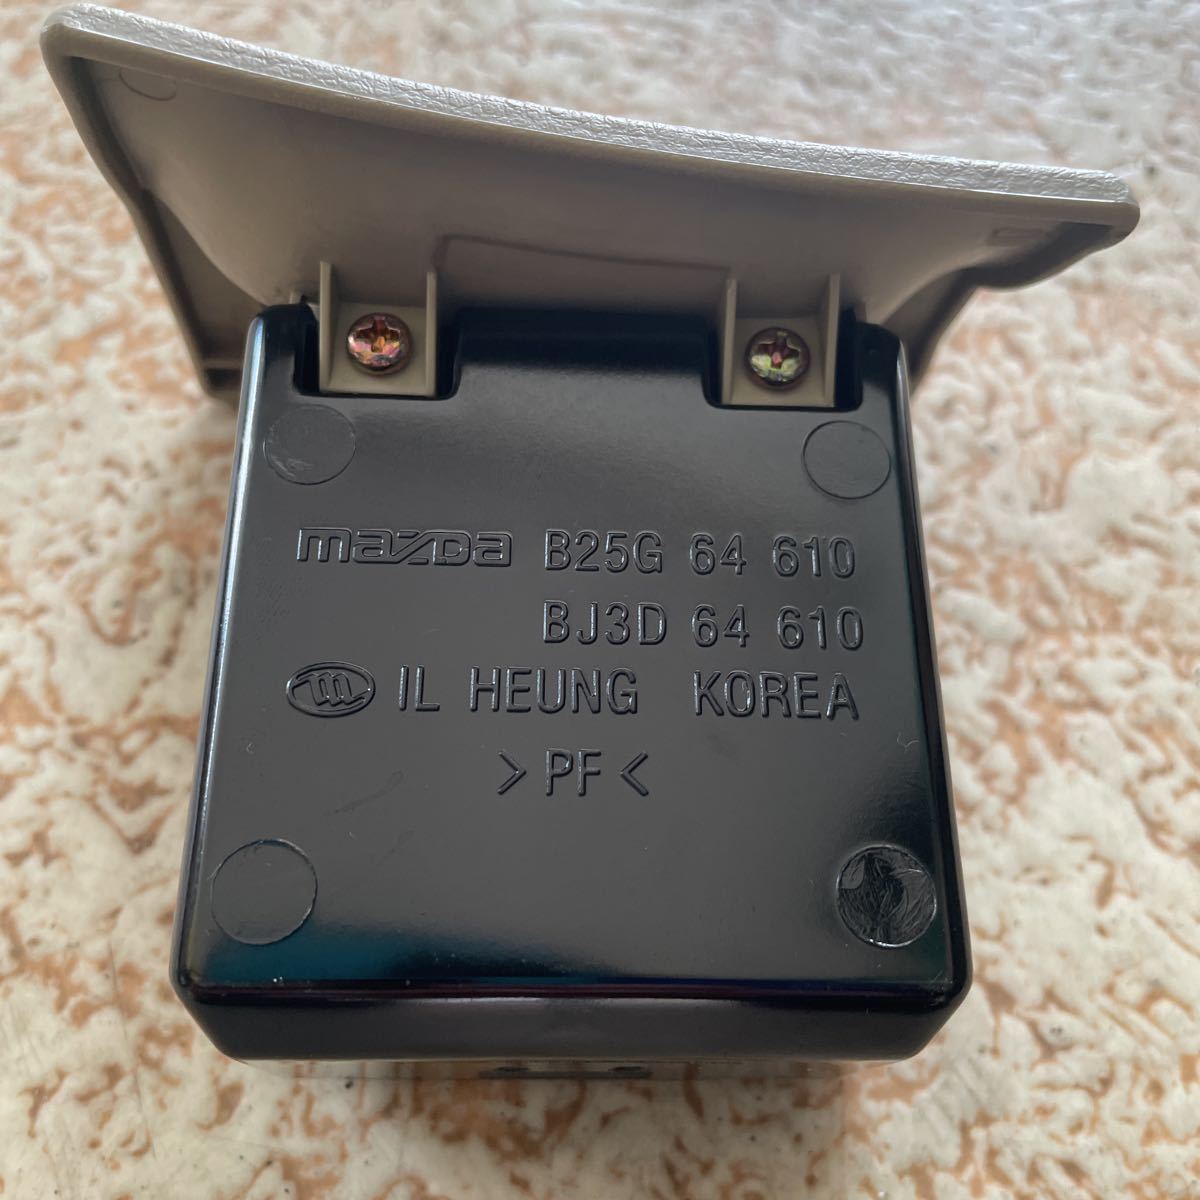 mazda B25G 64 610
BJ3D 64 610
m IL HEUNG KOREA
>PF<